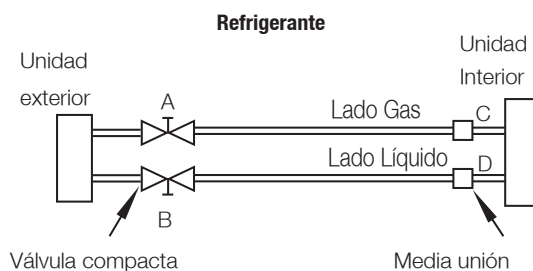 Refrigerante
Unidad
exterior
Unidad
Interior
A
Lado Gas
C
Lado Líquido
D
B
Válvula compacta
Media unión